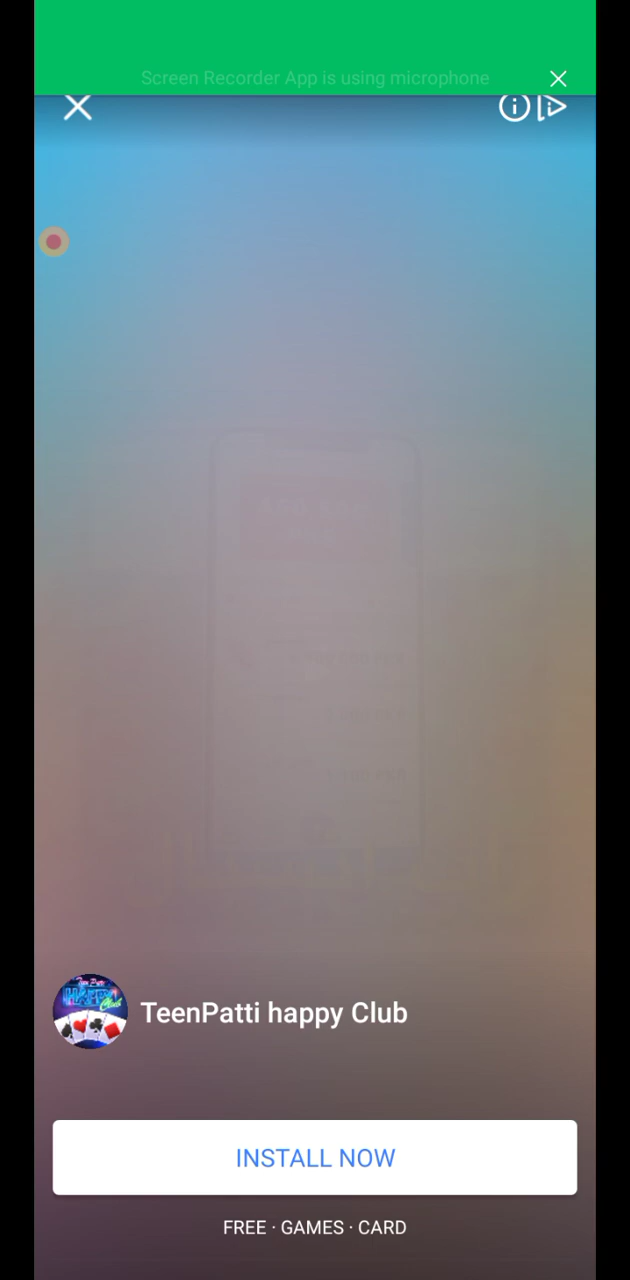 Screen Recorder App is using microphone
TeenPatti happy Club
INSTALL NOW
FREE · GAMES · CARD